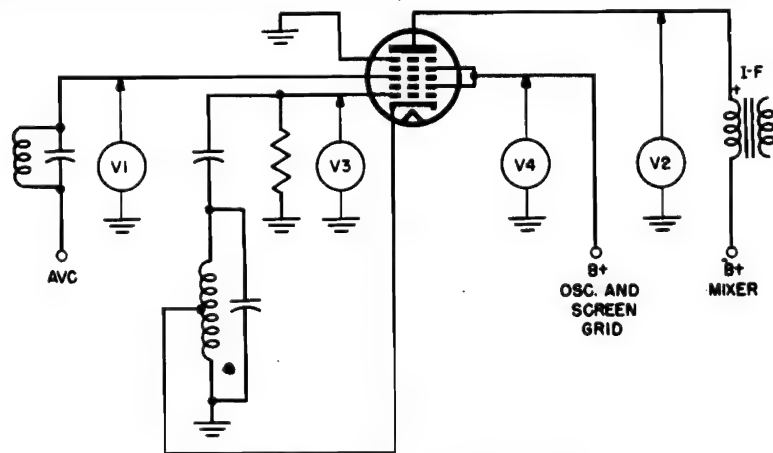 I-F
+
V1
V3
V4
V2
AVC
B+
OSC. AND
SCREEN
GRID
B+
MIXER